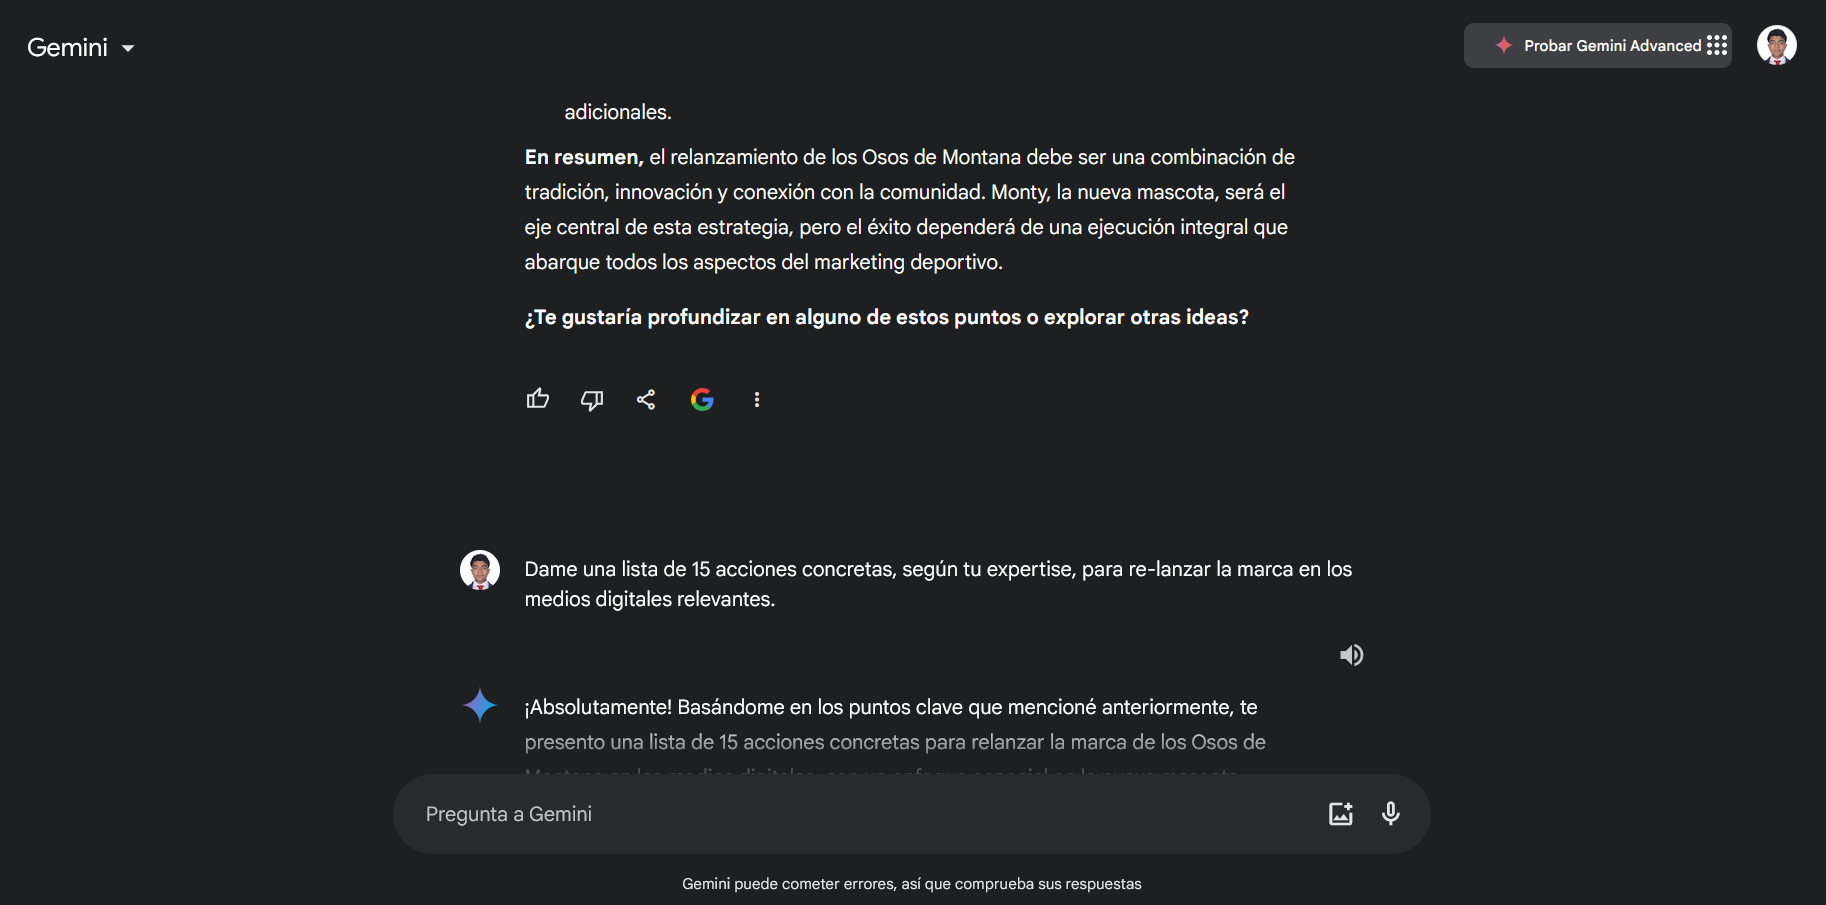 Gemini
Probar Gemini Advanced
adicionales.
En resumen, el relanzamiento de los Osos de Montana debe ser una combinación de
tradición, innovación y conexión con la comunidad. Monty, la nueva mascota, será el
eje central de esta estrategia, pero el éxito dependerá de una ejecución integral que
abarque todos los aspectos del marketing deportivo.
¿Te gustaría profundizar en alguno de estos puntos o explorar otras ideas?
Dame una lista de 15 acciones concretas, según tu expertise, para re-lanzar la marca en los
medios digitales relevantes.
¡Absolutamente! Basándome en los puntos clave que mencioné anteriormente, te
presento una lista de 15 acciones concretas para relanzar la marca de los Osos de
Pregunta a Gemini
Gemini puede cometer errores, así que comprueba sus respuestas